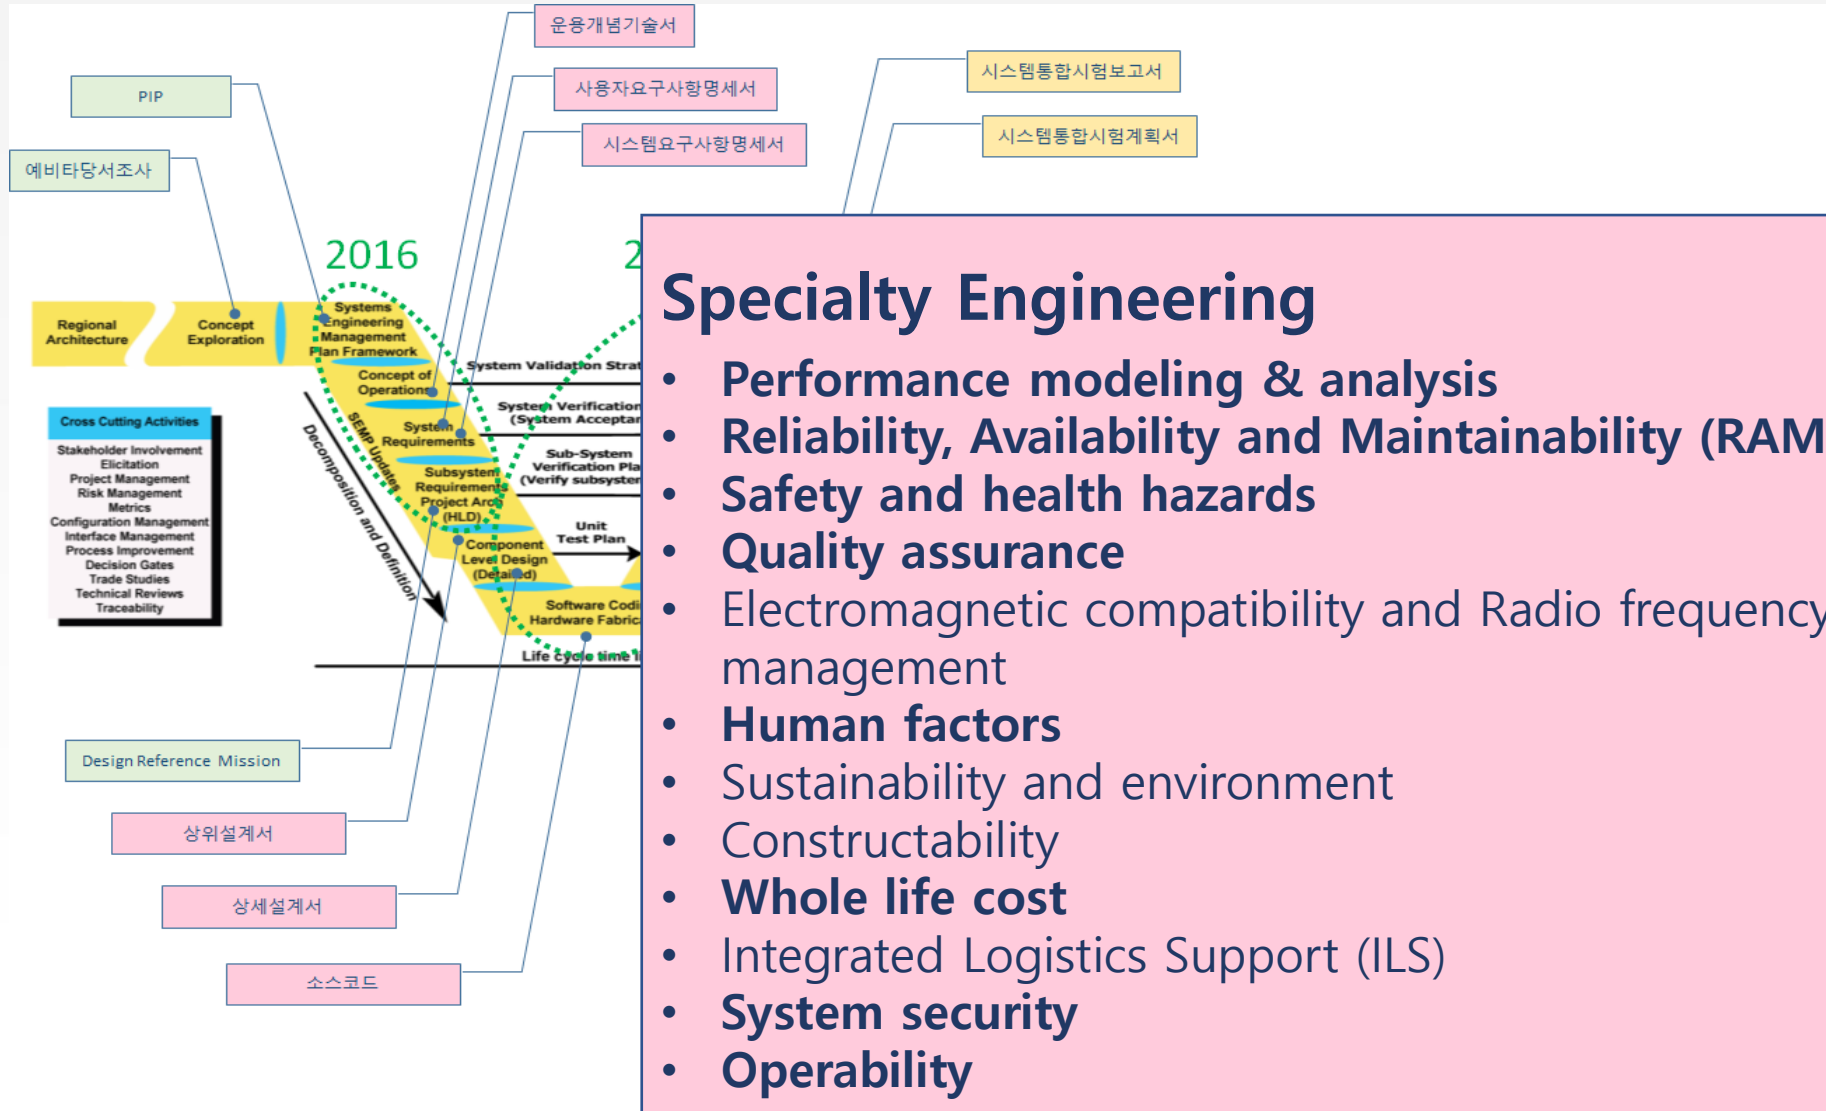 운용개념기술서
사용자요구사항명세서
시스템요구사항명세서
시스템통합시험보고서
시스템통합시험계획서
PIP
예비타당서조사
2016
2
Regional
Architecture
Concept
Exploration
Systems
Engineering
Management
Plan Framework
Concept of
Operations
System
Requirements
Subsystem
Requirements
Project Arch
(HLD)
Component
Level Design
(Detailed)
Software Codi
Hardware Fabrica
SEMP Updates
Decomposition and Definition
System Validation Strat
System Verification
(System Acceptan
Sub-System
Verification Pla
(Verify subsystem
Unit
Test Plan
Life cycle time li
Cross Cutting Activities
Stakeholder Involvement
Elicitation
Project Management
Risk Management
Metrics
Configuration Management
Interface Management
Process Improvement
Decision Gates
Trade Studies
Technical Reviews
Traceability
Design Reference Mission
상위설계서
상세설계서
소스코드
Specialty Engineering
• Performance modeling & analysis
• Reliability, Availability and Maintainability (RAM
• Safety and health hazards
• Quality assurance
• Electromagnetic compatibility and Radio frequency
management
• Human factors
• Sustainability and environment
• Constructability
• Whole life cost
• Integrated Logistics Support (ILS)
• System security
• Operability